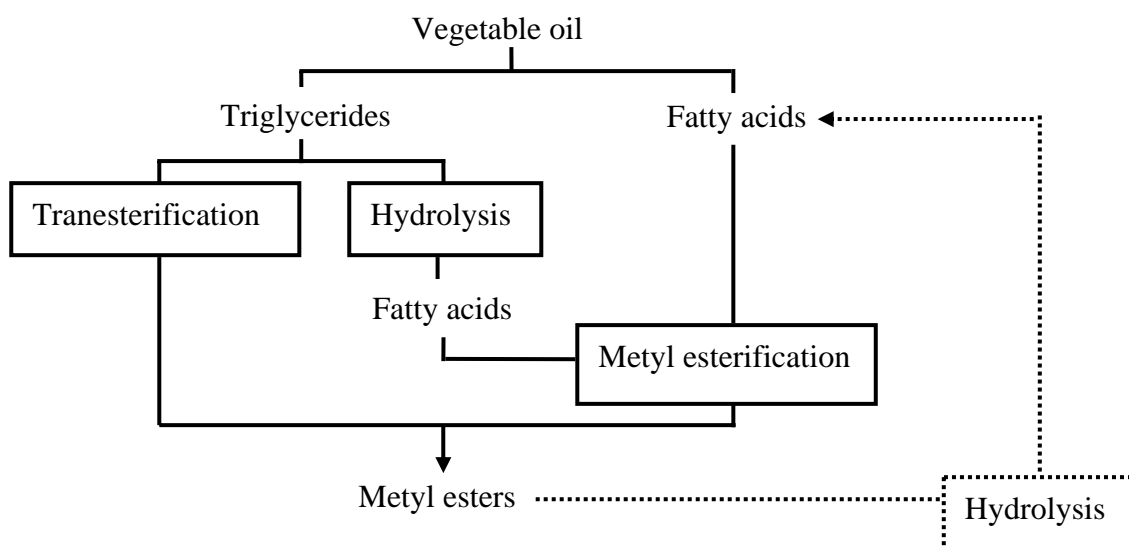 Vegetable oil
Triglycerides
Fatty acids
Tranesterification
Hydrolysis
Fatty acids
Metyl esterification
Metyl esters
Hydrolysis